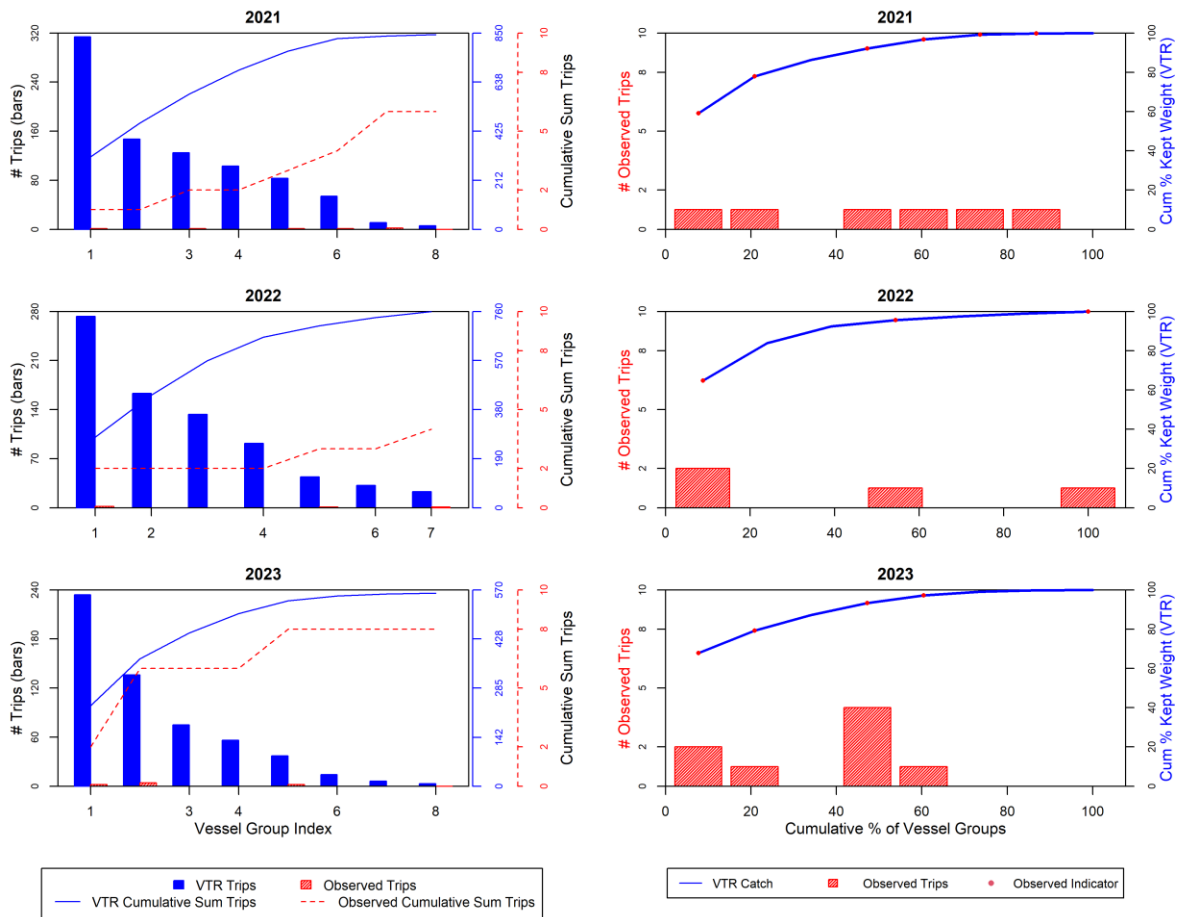 2021
# Trips (bars)
0 80 160 240 320
1 3 4 6 8
0 212 425 638 850
0 2 5 8 10
Cumulative Sum Trips
2021
# Observed Trips
0 2 5 8 10
0 20 40 60 80 100
0 20 40 60 80 100
Cum % Kept Weight (VTR)
2022
# Trips (bars)
0 70 140 210 280
1 2 4 6 7
0 190 380 570 760
0 2 5 8 10
Cumulative Sum Trips
2022
# Observed Trips
0 2 5 8 10
0 20 40 60 80 100
0 20 40 60 80 100
Cum % Kept Weight (VTR)
2023
# Trips (bars)
0 60 120 180 240
1 3 4 6 8
0 142 285 428 570
0 2 5 8 10
Cumulative Sum Trips
Vessel Group Index
2023
# Observed Trips
0 2 5 8 10
0 20 40 60 80 100
0 20 40 60 80 100
Cum % Kept Weight (VTR)
Cumulative % of Vessel Groups
VTR Trips Observed Trips
VTR Cumulative Sum Trips Observed Cumulative Sum Trips
VTR Catch Observed Trips Observed Indicator